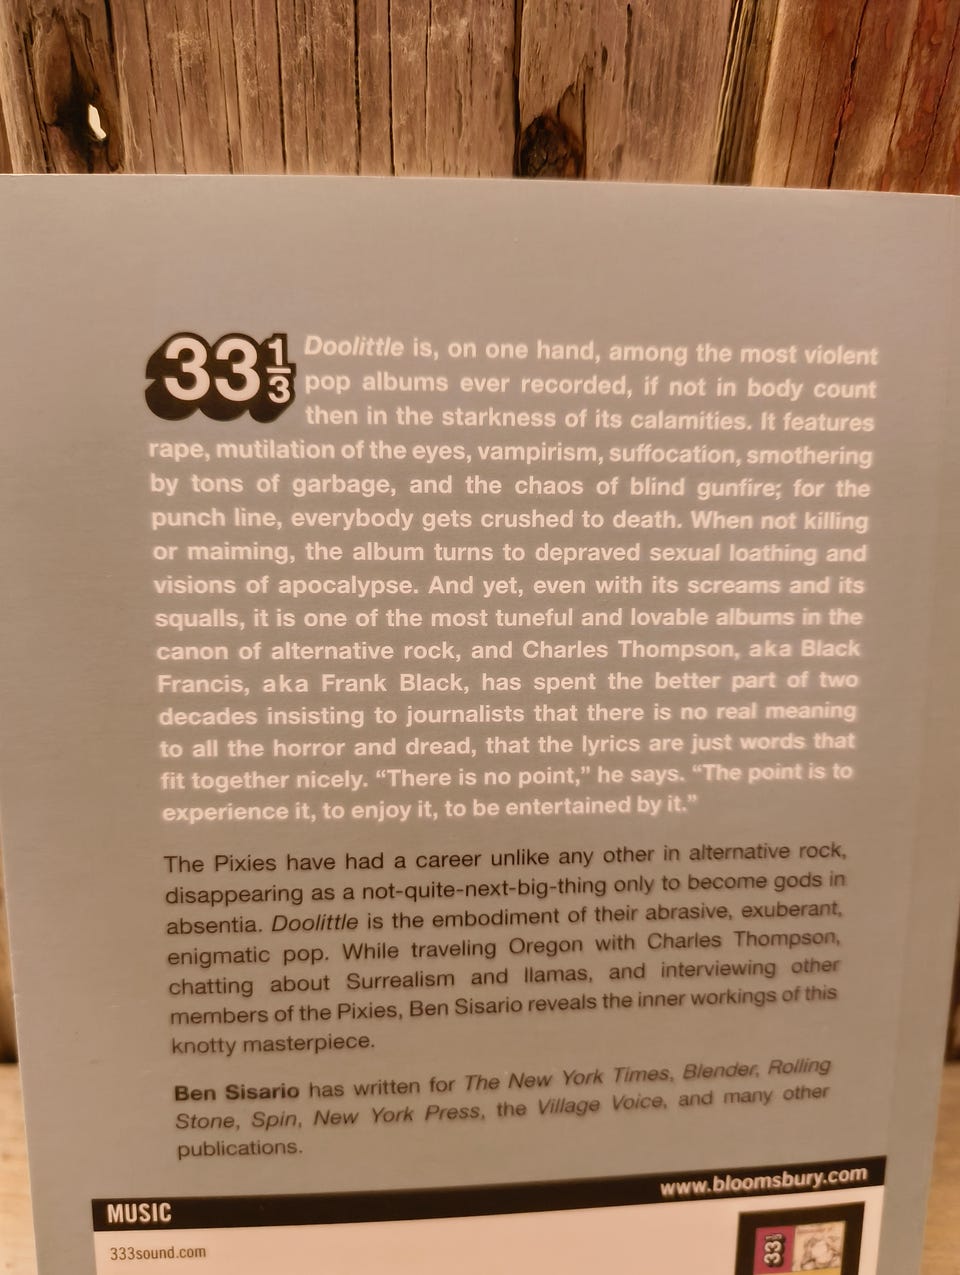 33 1/3
Doolittle is, on one hand, among the most violent
pop albums ever recorded, if not in body count
then in the starkness of its calamities. It features
rape, mutilation of the eyes, vampirism, suffocation, smothering
by tons of garbage, and the chaos of blind gunfire; for the
punch line, everybody gets crushed to death. When not killing
or maiming, the album turns to depraved sexual loathing and
visions of apocalypse. And yet, even with its screams and its
squalls, it is one of the most tuneful and lovable albums in the
canon of alternative rock, and Charles Thompson, aka Black
Francis, aka Frank Black, has spent the better part of two
decades insisting to journalists that there is no real meaning
to all the horror and dread, that the lyrics are just words that
fit together nicely. “There is no point,” he says. “The point is to
experience it, to enjoy it, to be entertained by it.”
The Pixies have had a career unlike any other in alternative rock,
disappearing as a not-quite-next-big-thing only to become gods in
absentia. Doolittle is the embodiment of their abrasive, exuberant,
enigmatic pop. While traveling Oregon with Charles Thompson,
chatting about Surrealism and llamas, and interviewing other
members of the Pixies, Ben Sisario reveals the inner workings of this
knotty masterpiece.
Ben Sisario has written for The New York Times, Blender, Rolling
Stone, Spin, New York Press, the Village Voice, and many other
publications.
www.bloomsbury.com
MUSIC
333sound.com
33 1/3